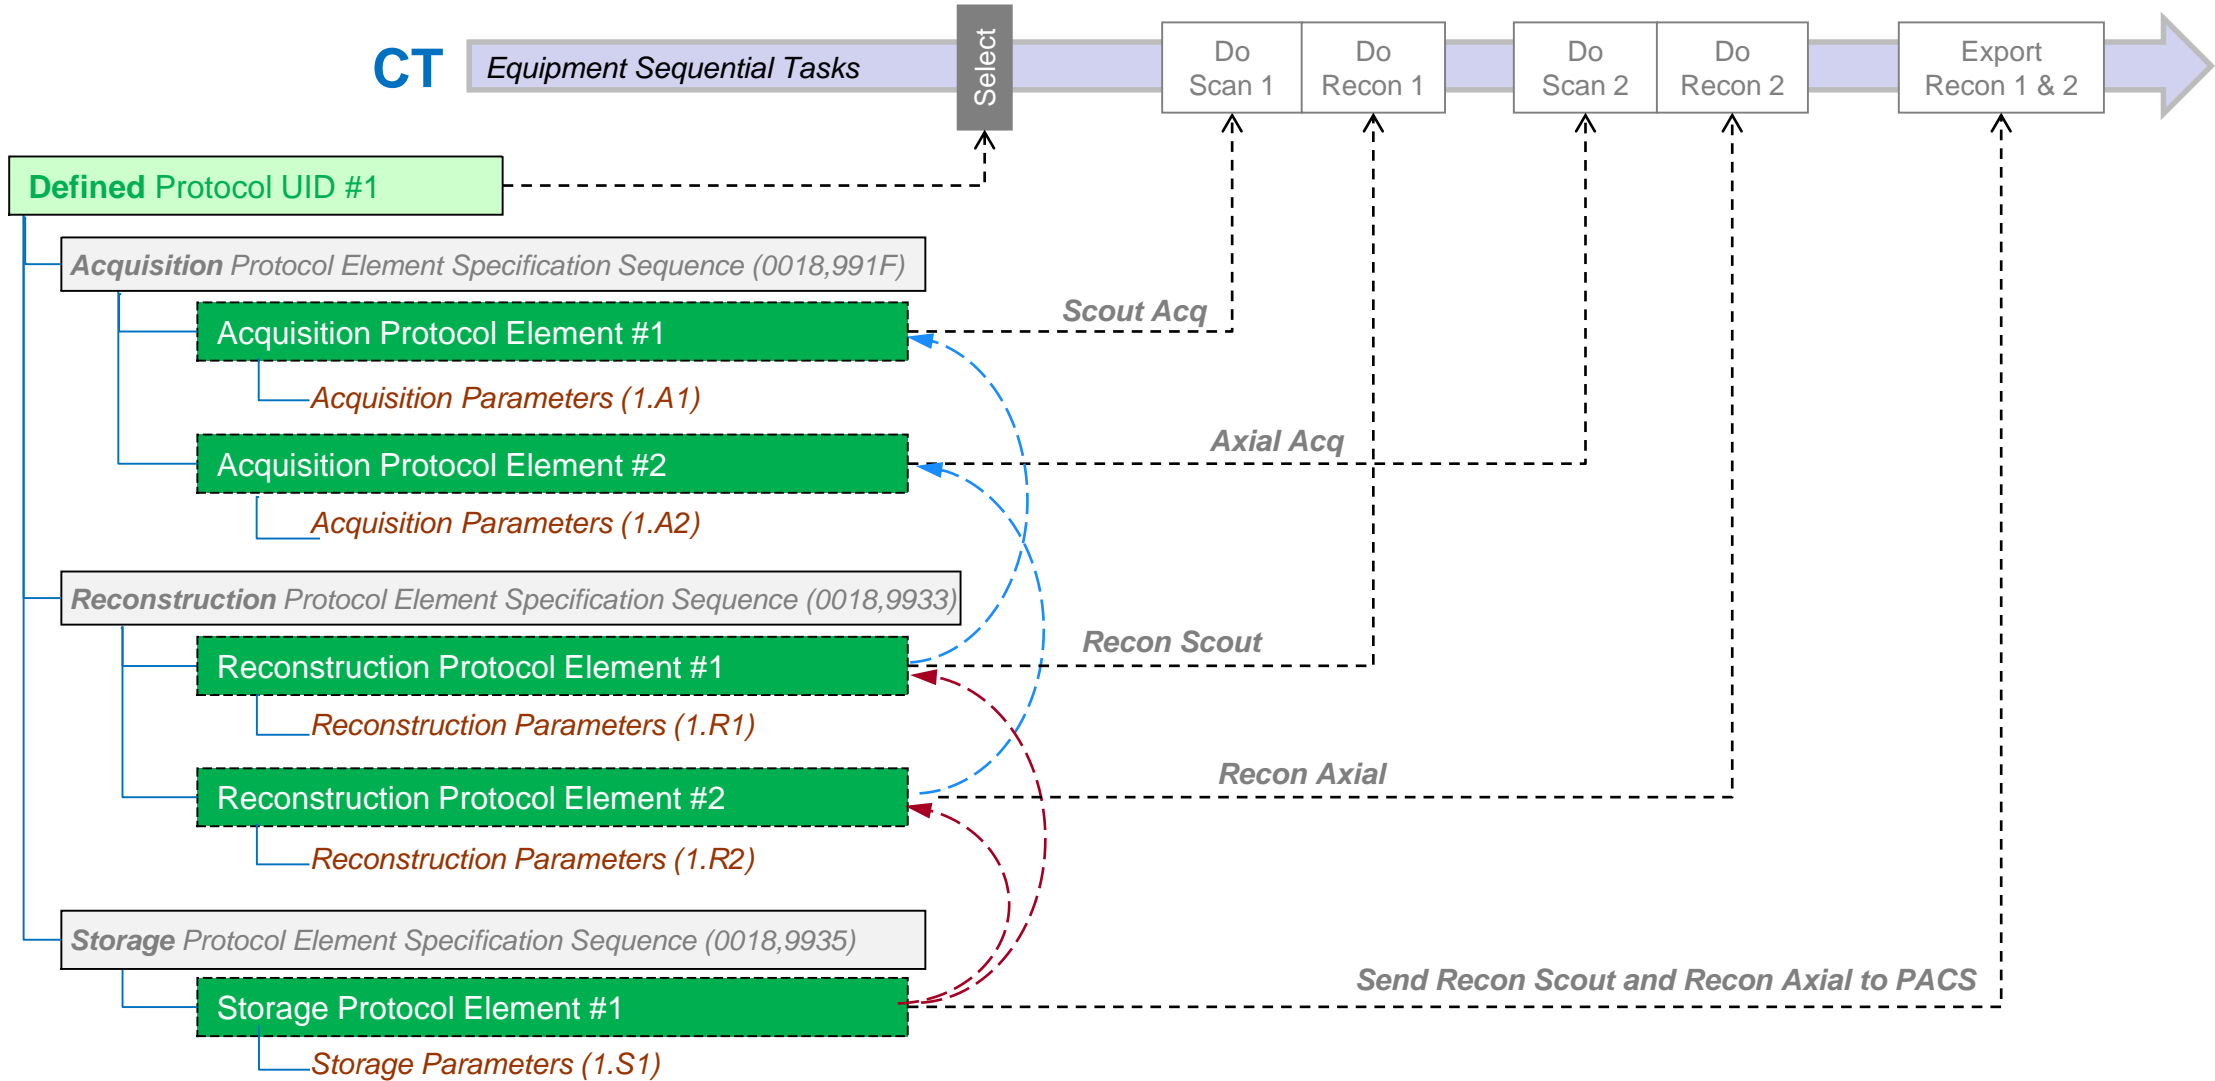 CT
Equipment Sequential Tasks
Select
Do
Scan 1
Do
Recon 1
Do
Scan 2
Do
Recon 2
Export
Recon 1 & 2
Defined Protocol UID #1
Acquisition Protocol Element Specification Sequence (0018,991F)
Acquisition Protocol Element #1
Scout Acq
Acquisition Parameters (1.A1)
Acquisition Protocol Element #2
Axial Acq
Acquisition Parameters (1.A2)
Reconstruction Protocol Element Specification Sequence (0018,9933)
Reconstruction Protocol Element #1
Recon Scout
Reconstruction Parameters (1.R1)
Reconstruction Protocol Element #2
Recon Axial
Reconstruction Parameters (1.R2)
Storage Protocol Element Specification Sequence (0018,9935)
Storage Protocol Element #1
Send Recon Scout and Recon Axial to PACS
Storage Parameters (1.S1)